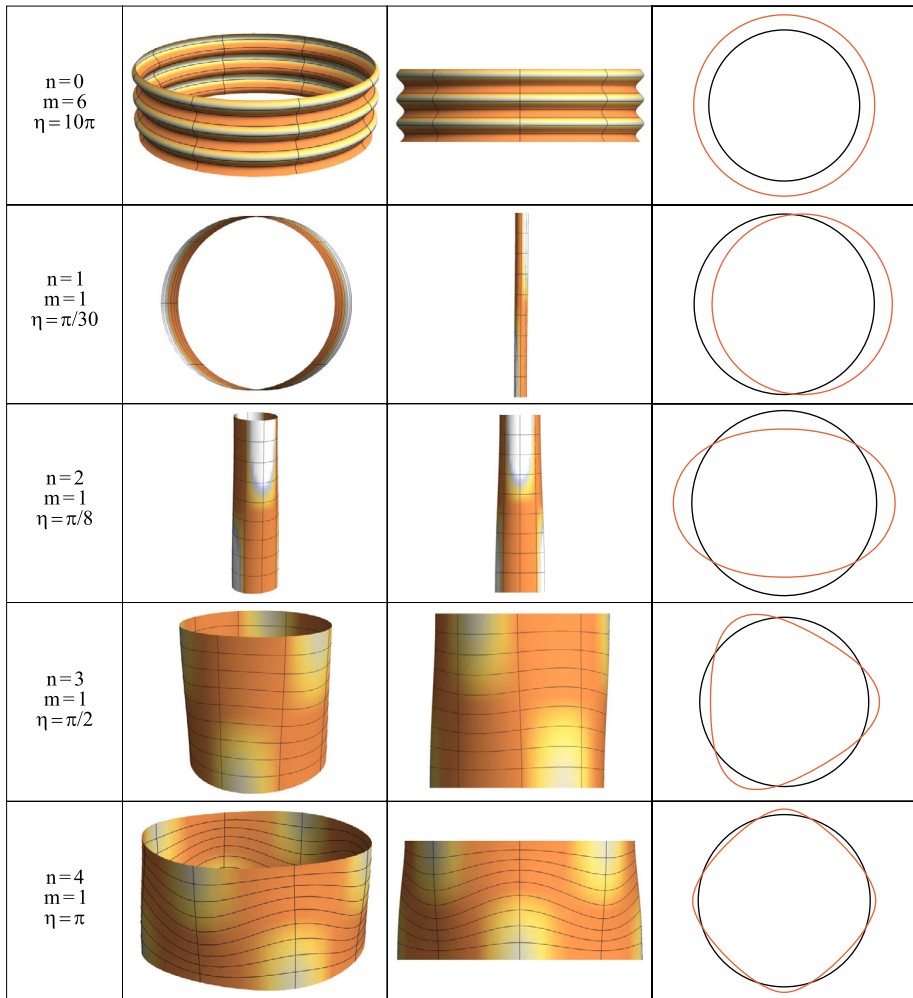 n=0
m=6
η=10π
n=1
m=1
η=π/30
n=2
m=1
η=π/8
n=3
m=1
η=π/2
n=4
m=1
η=π